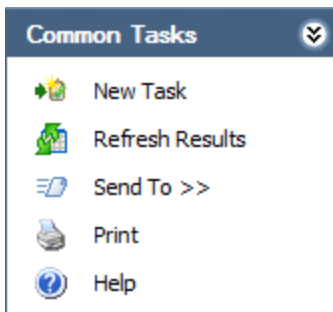 Common Tasks
New Task
Refresh Results
Send To >>
Print
Help